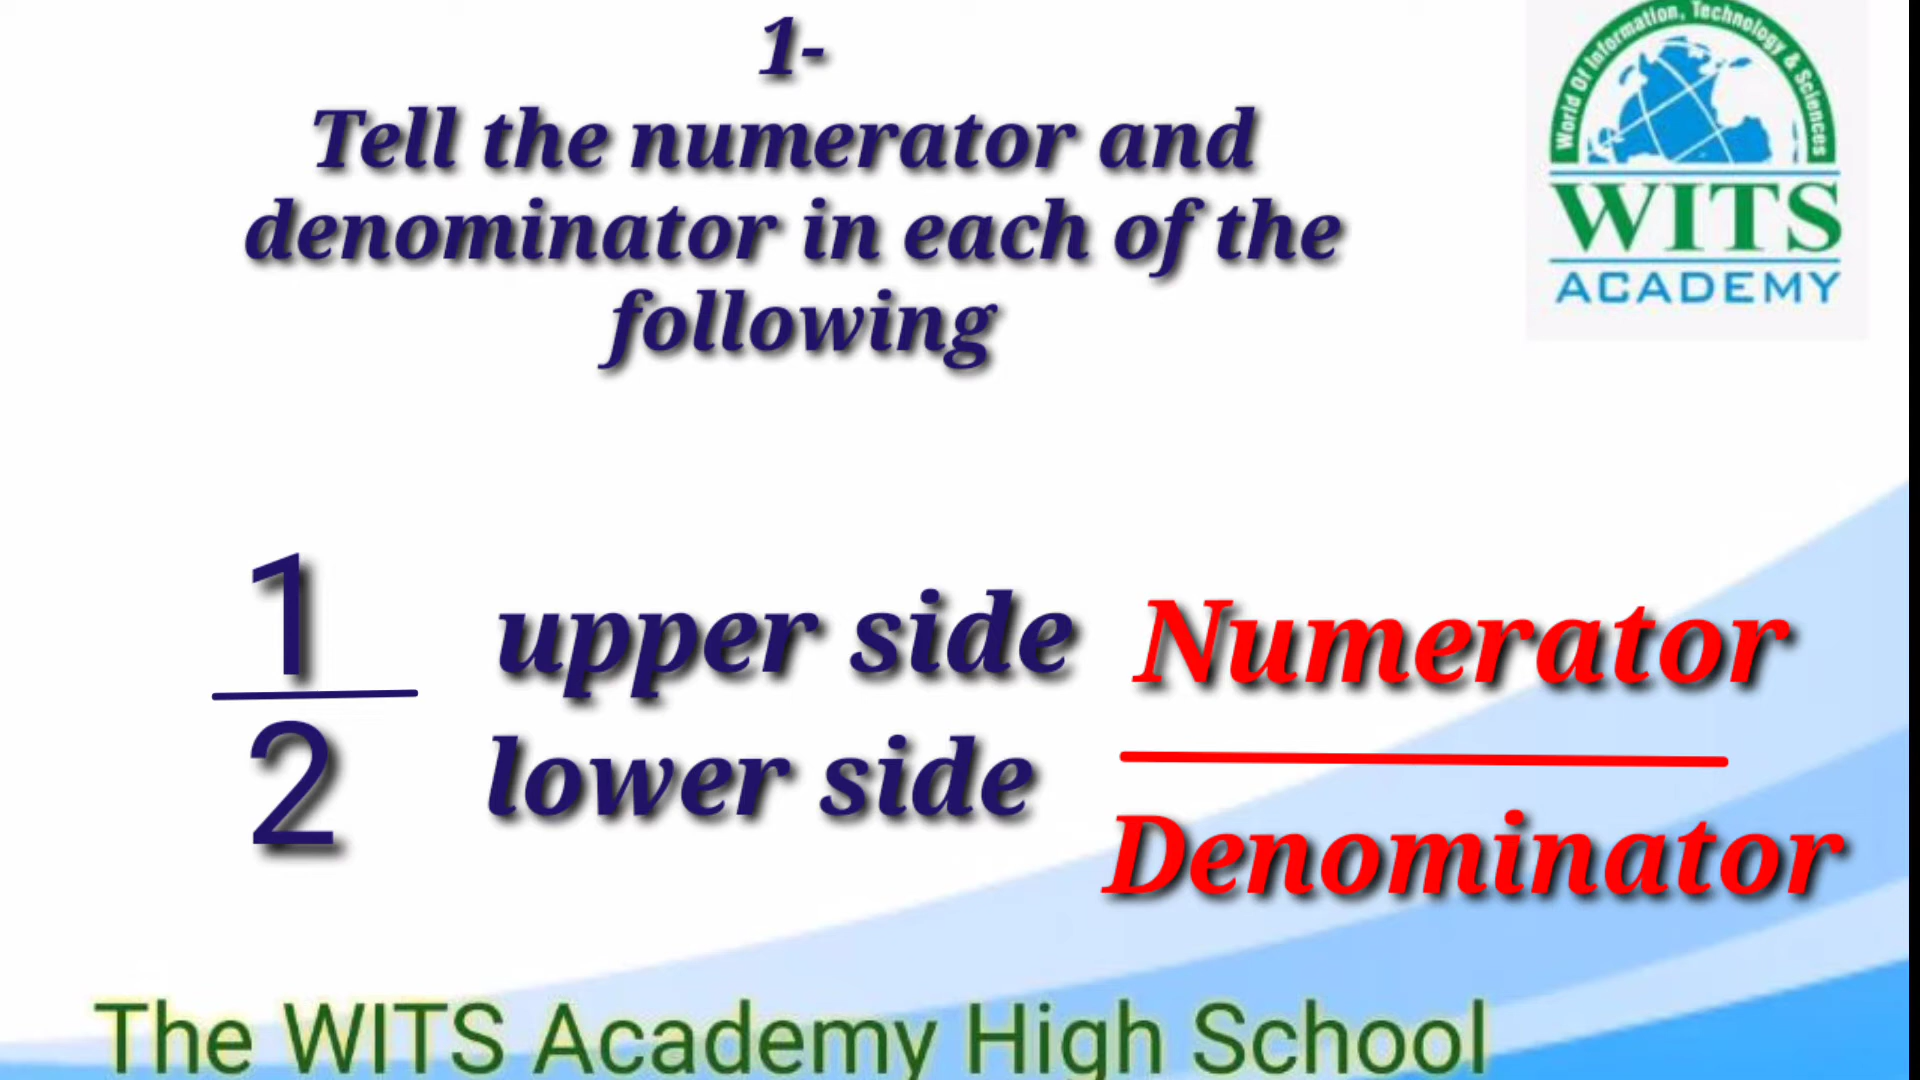 1-
Tell the numerator and
denominator in each of the
following
World Of Information, Technology & Sciences
WITS
ACADEMY
1
2
upper side
lower side
Numerator
Denominator
The WITS Academy High School